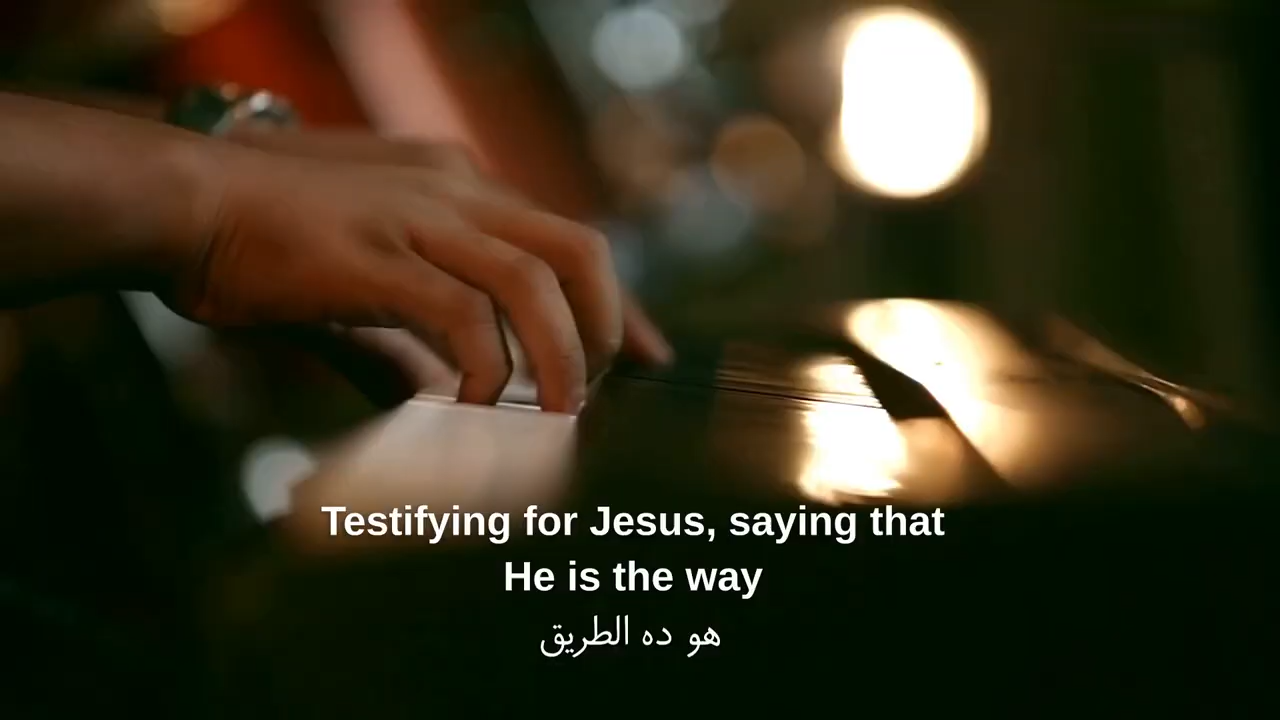 Testifying for Jesus, saying that
He is the way
هو ده الطريق